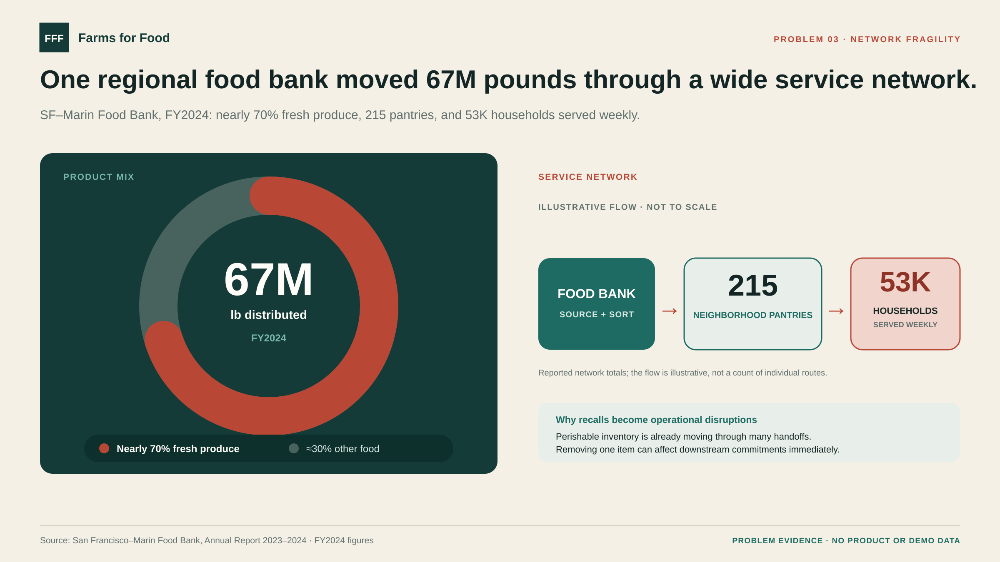 FFF
Farms for Food
PROBLEM 03 · NETWORK FRAGILITY
One regional food bank moved 67M pounds through a wide service network.
SF–Marin Food Bank, FY2024: nearly 70% fresh produce, 215 pantries, and 53K households served weekly.
PRODUCT MIX
67M
lb distributed
FY2024
Nearly 70% fresh produce
≈30% other food
SERVICE NETWORK
ILLUSTRATIVE FLOW · NOT TO SCALE
FOOD BANK
SOURCE + SORT
→
215
NEIGHBORHOOD PANTRIES
→
53K
HOUSEHOLDS
SERVED WEEKLY
Reported network totals; the flow is illustrative, not a count of individual routes.
Why recalls become operational disruptions
Perishable inventory is already moving through many handoffs.
Removing one item can affect downstream commitments immediately.
Source: San Francisco–Marin Food Bank, Annual Report 2023–2024 · FY2024 figures
PROBLEM EVIDENCE · NO PRODUCT OR DEMO DATA